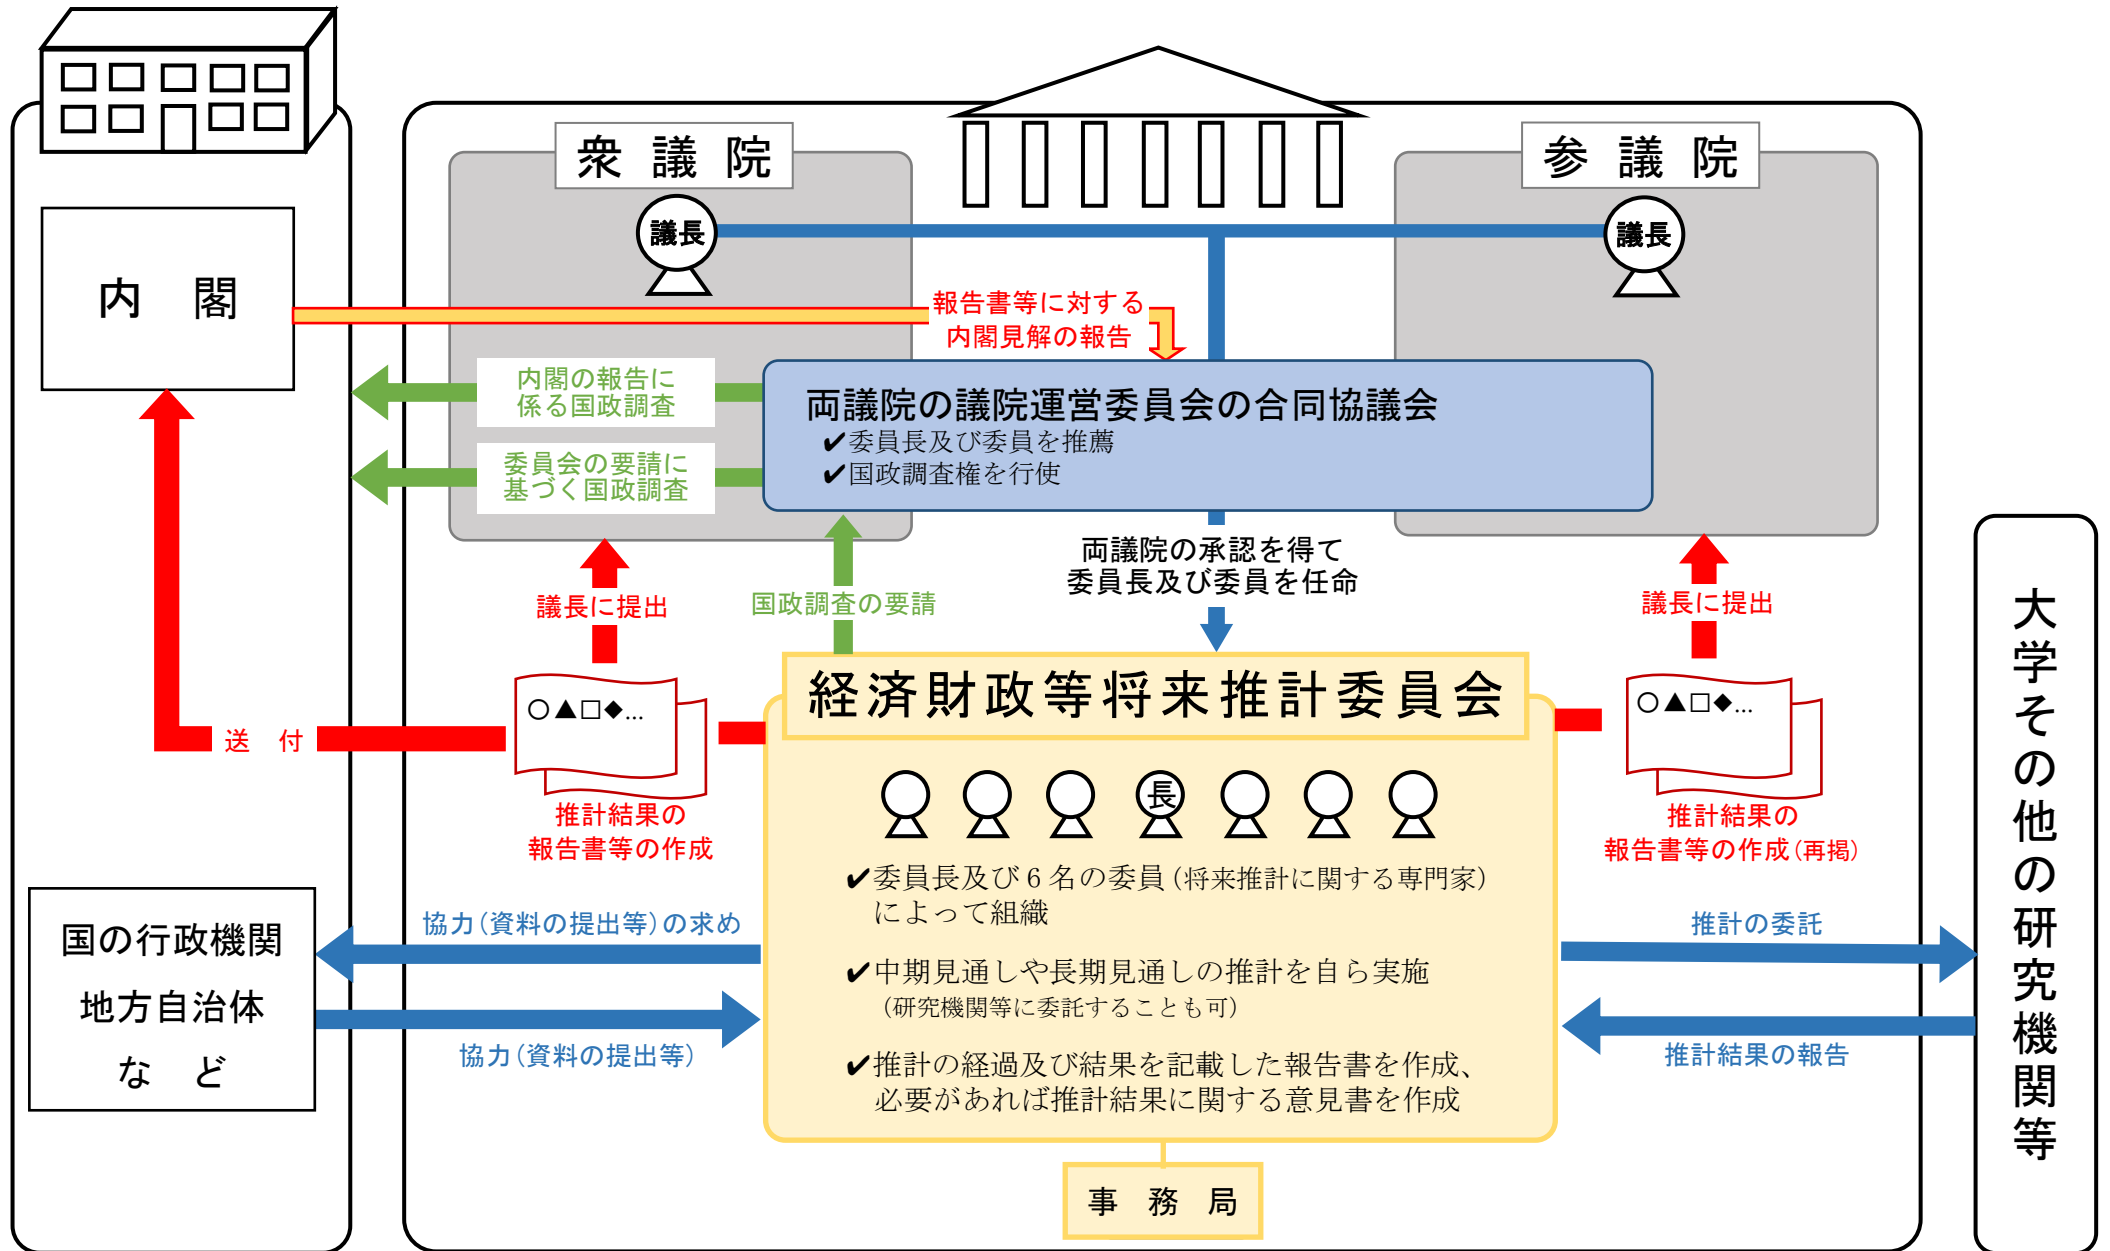 衆議院
参議院
議長
議長
内閣
報告書等に対する
内閣見解の報告
内閣の報告に
係る国政調査
委員会の要請に
基づく国政調査
両議院の議院運営委員会の合同協議会
✔委員長及び委員を推薦
✔国政調査権を行使
両議院の承認を得て
委員長及び委員を任命
議長に提出
国政調査の要請
議長に提出
経済財政等将来推計委員会
○▲□◆…
○▲□◆…
送付
推計結果の
報告書等の作成
推計結果の
報告書等の作成(再掲)
長
✔委員長及び6名の委員(将来推計に関する専門家)
によって組織
✔中期見通しや長期見通しの推計を自ら実施
(研究機関等に委託することも可)
✔推計の経過及び結果を記載した報告書を作成、
必要があれば推計結果に関する意見書を作成
国の行政機関
地方自治体
など
協力(資料の提出等)の求め
協力(資料の提出等)
推計の委託
推計結果の報告
大学その他の研究機関等
事務局